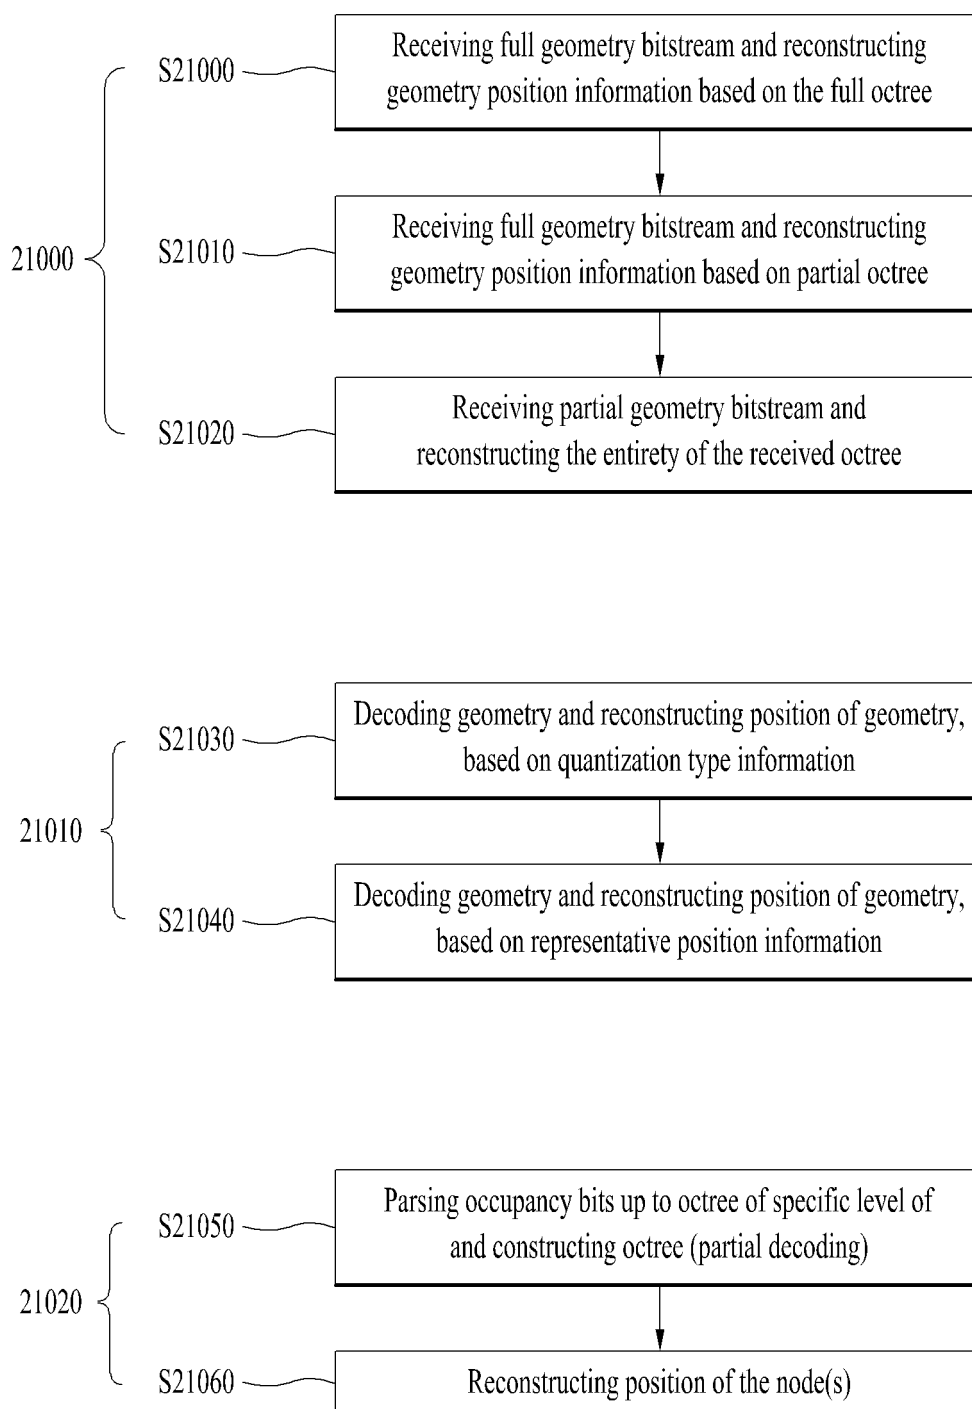 S21000
Receiving full geometry bitstream and reconstructing
geometry position information based on the full octree
21000
S21010
Receiving full geometry bitstream and reconstructing
geometry position information based on partial octree
S21020
Receiving partial geometry bitstream and
reconstructing the entirety of the received octree
S21030
Decoding geometry and reconstructing position of geometry,
based on quantization type information
21010
S21040
Decoding geometry and reconstructing position of geometry,
based on representative position information
S21050
Parsing occupancy bits up to octree of specific level of
and constructing octree (partial decoding)
21020
S21060
Reconstructing position of the node(s)